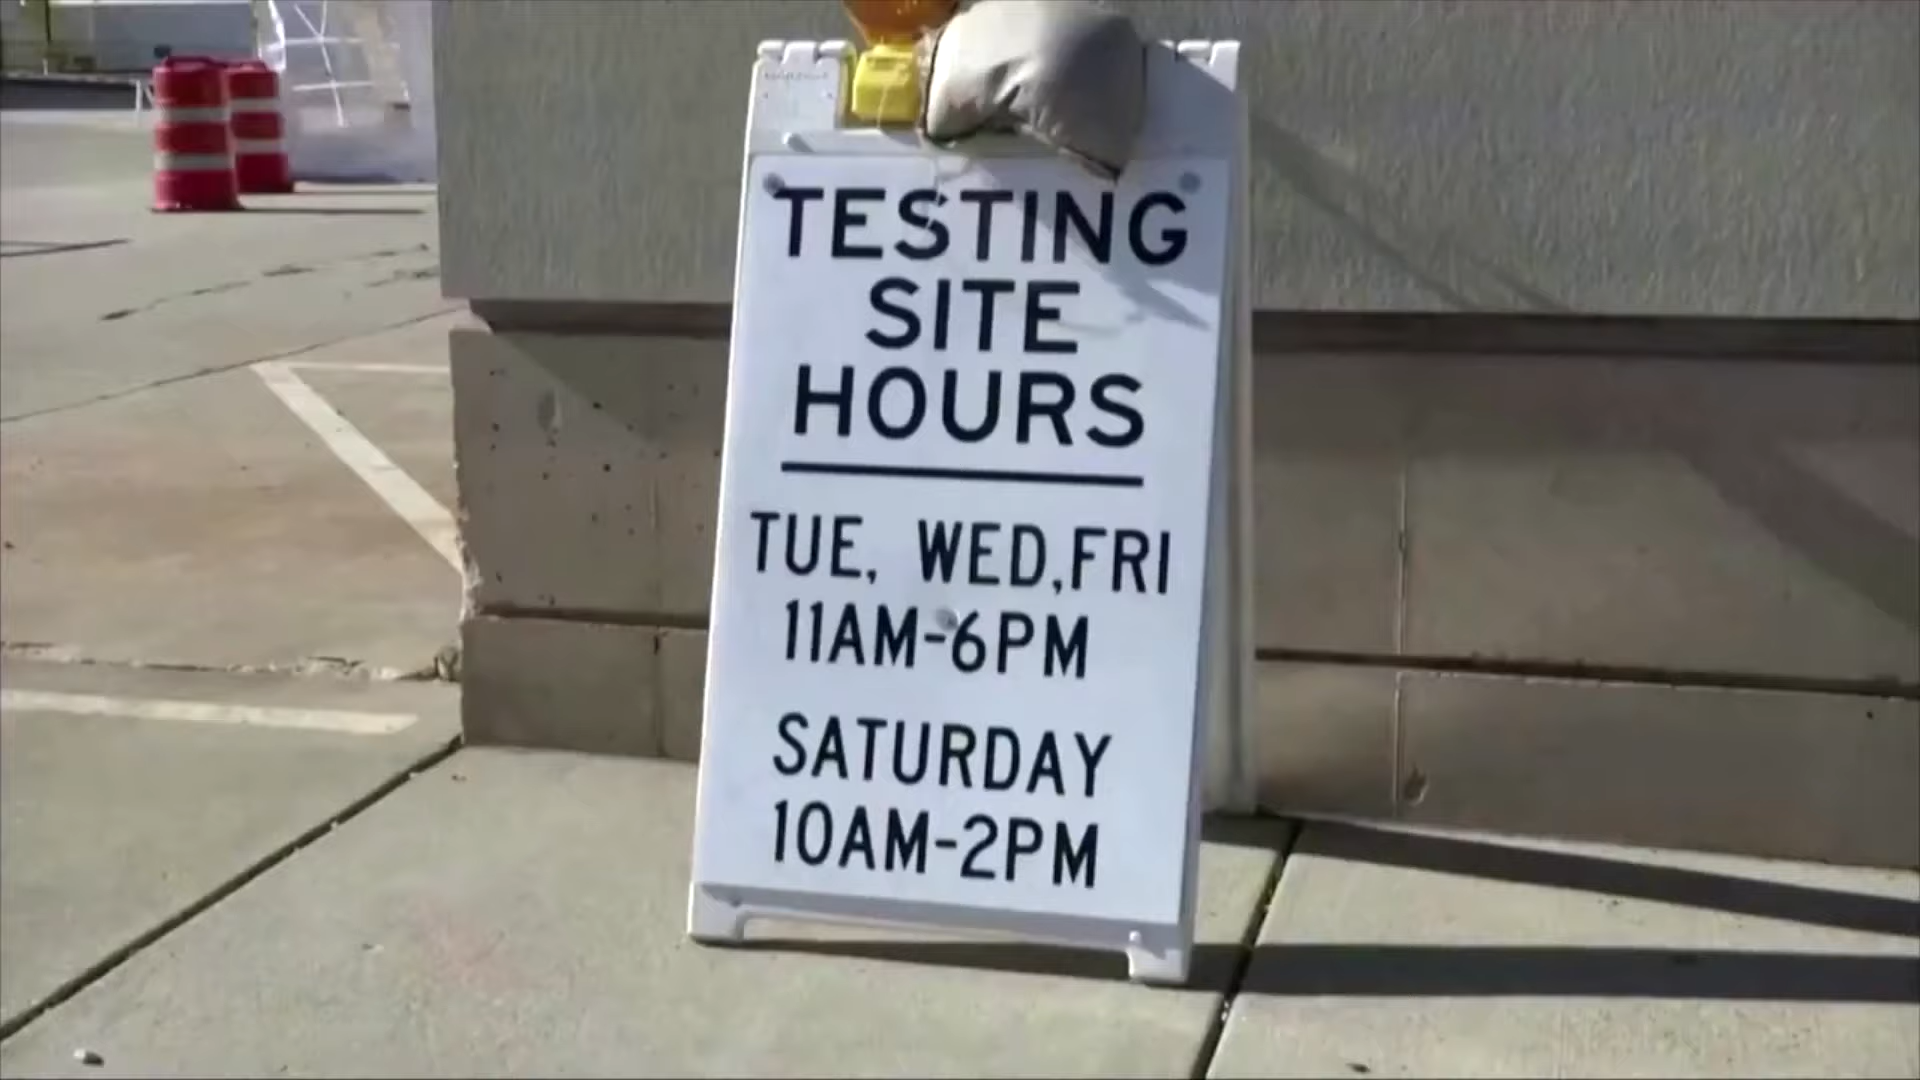 TESTING
SITE
HOURS
TUE, WED,FRI
11AM-6PM
SATURDAY
10AM-2PM